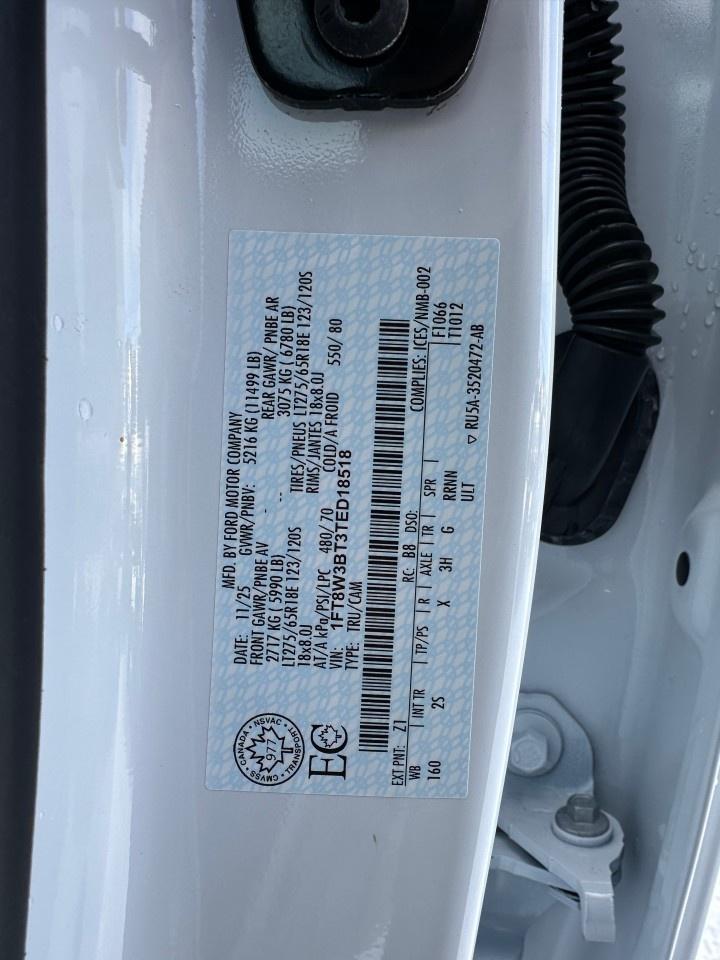 MFD. BY FORD MOTOR COMPANY
DATE: 11/25 GVWR/PNBV: 5216 KG (11499 LB)
FRONT GAWR/PNBE AV REAR GAWR/ PNBE AR
2717 KG ( 5990 LB) -- 3075 KG ( 6780 LB)
LT275/65R18E 123/120S -- TIRES/PNEUS LT275/65R18E 123/120S
18x8.0J RIMS/JANTES 18x8.0J
AT/A kPa/PSI/LPC 480/ 70 COLD/A FROID 550/ 80
VIN: 1FT8W3BT3TED18518
TYPE: TRU/CAM
CANADA • NSVAC • TRANSPORT • CMVSS •
977
EC
EXT PNT: Z1 RC: B8 DSO: COMPLIES: ICES/NMB-002
WB INT TR TP/PS R AXLE TR SPR F1066
160 2S X 3H G RRNN T1012
ULT ▽ RU5A-3520472-AB